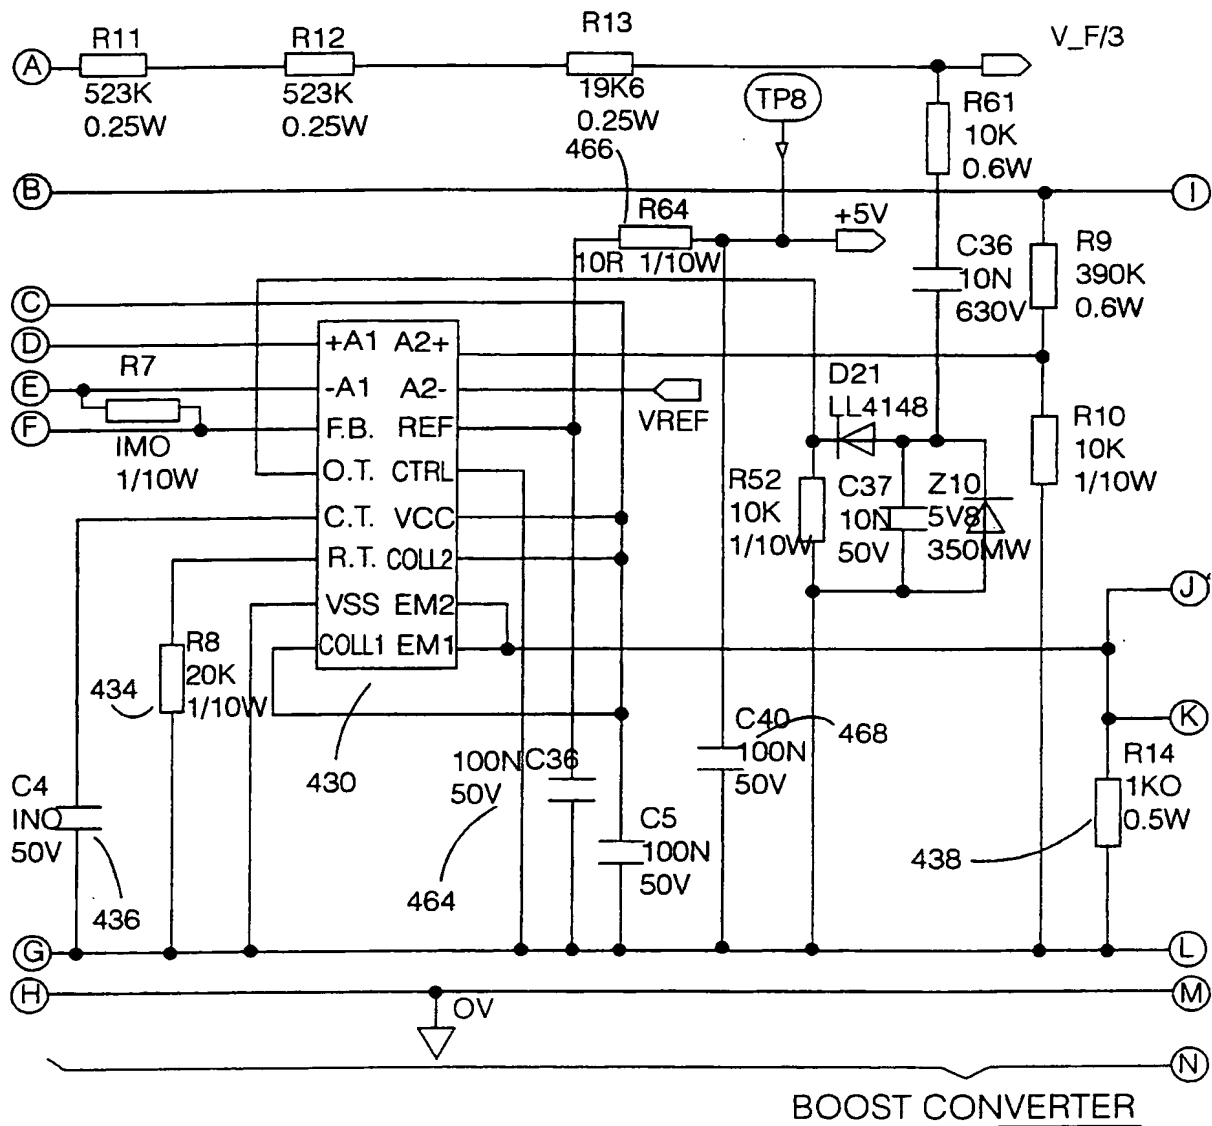 R11
R12
R13
V_F/3
A
523K
0.25W
523K
0.25W
19K6
0.25W
TP8
R61
10K
0.6W
466
B
I
R64
+5V
10R 1/10W
C36
10N
630V
R9
390K
0.6W
C
D
+A1 A2+
R7
E
-A1 A2-
VREF
D21
LL4148
F
F.B. REF
IMO
1/10W
O.T. CTRL
R10
10K
1/10W
R52
10K
1/10W
C37
10N
50V
Z10
5V8
350MW
C.T. VCC
R.T. COLL2
VSS EM2
COLL1 EM1
J
R8
20K
1/10W
434
K
430
C40
100N
50V
468
100N C36
50V
R14
1KO
0.5W
C4
INO
50V
C5
100N
50V
438
436
464
G
L
H
M
OV
N
BOOST CONVERTER